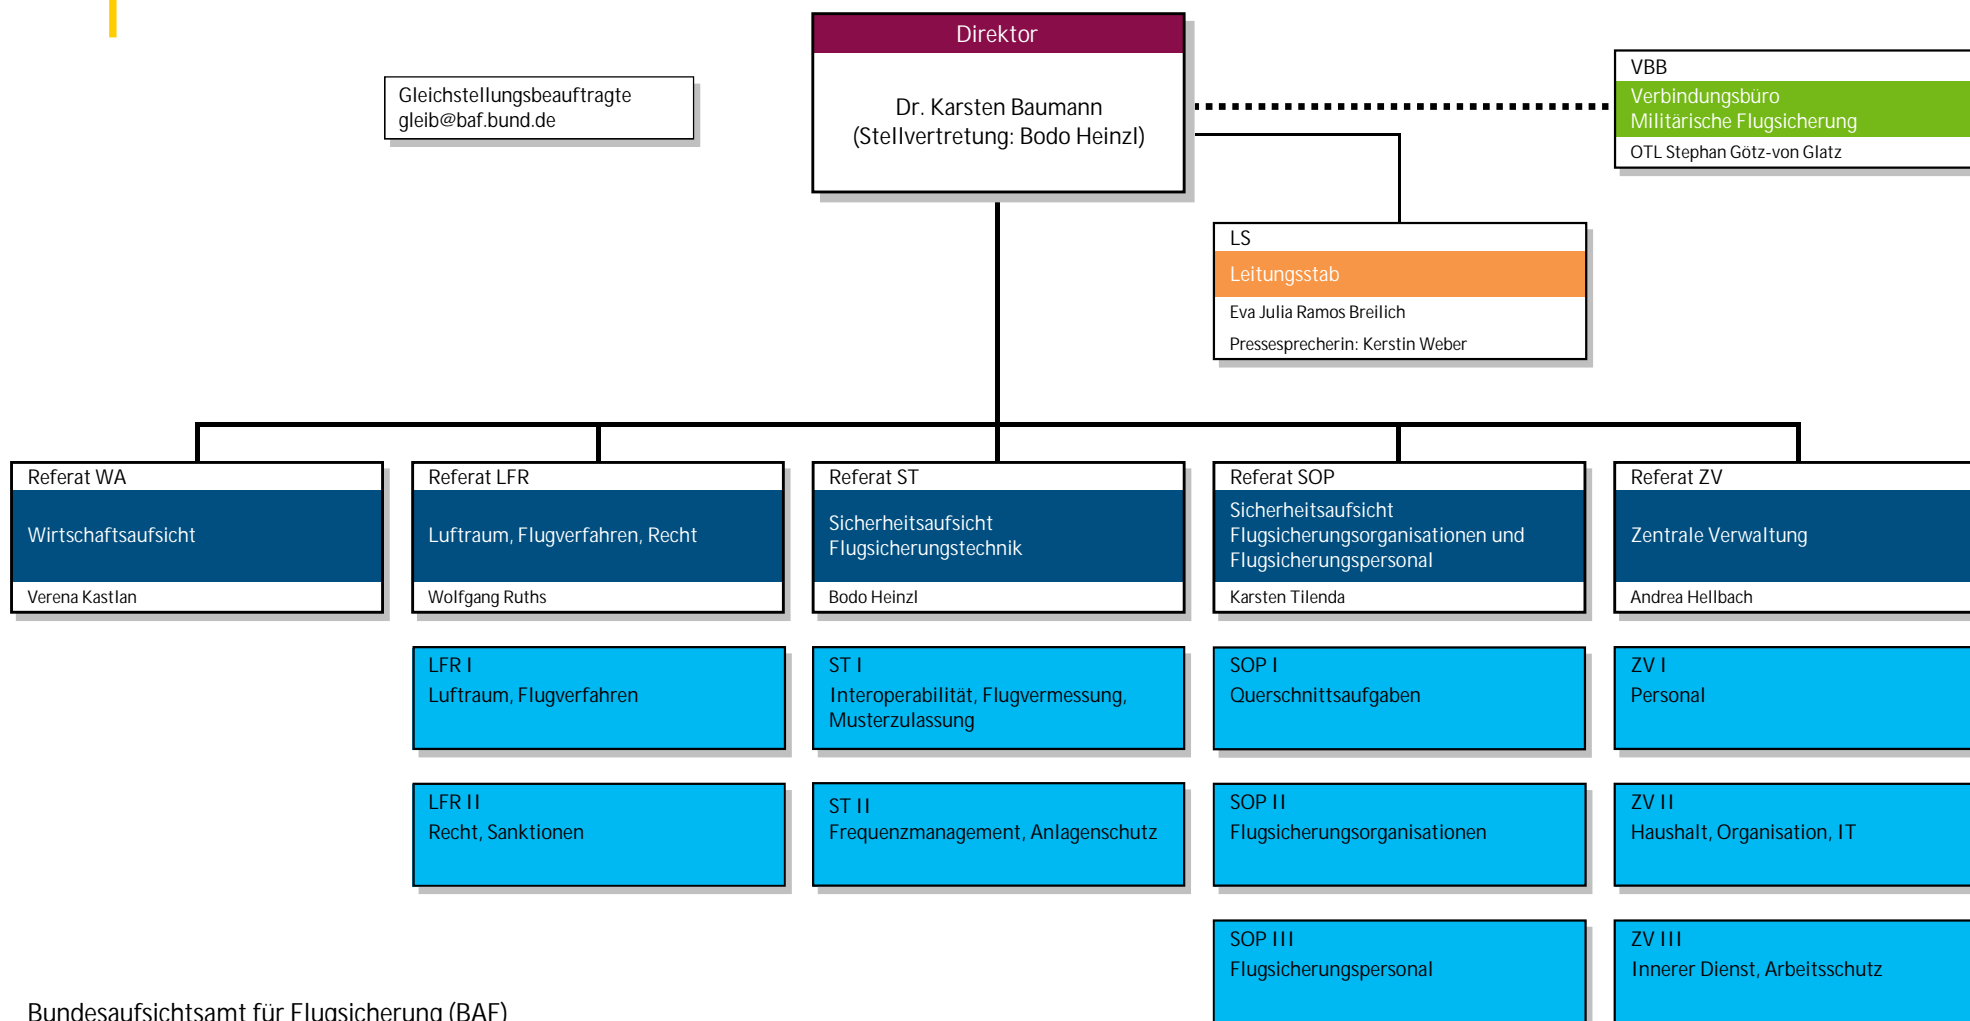 Direktor
Dr. Karsten Baumann
(Stellvertretung: Bodo Heinzl)
Gleichstellungsbeauftragte
gleib@baf.bund.de
VBB
Verbindungsbüro
Militärische Flugsicherung
OTL Stephan Götz-von Glatz
LS
Leitungsstab
Eva Julia Ramos Breilich
Pressesprecherin: Kerstin Weber
Referat WA
Wirtschaftsaufsicht
Verena Kastlan
Referat LFR
Luftraum, Flugverfahren, Recht
Wolfgang Ruths
LFR I
Luftraum, Flugverfahren
LFR II
Recht, Sanktionen
Referat ST
Sicherheitsaufsicht
Flugsicherungstechnik
Bodo Heinzl
ST I
Interoperabilität, Flugvermessung,
Musterzulassung
ST II
Frequenzmanagement, Anlagenschutz
Referat SOP
Sicherheitsaufsicht
Flugsicherungsorganisationen und
Flugsicherungspersonal
Karsten Tilenda
SOP I
Querschnittsaufgaben
SOP II
Flugsicherungsorganisationen
SOP III
Flugsicherungspersonal
Referat ZV
Zentrale Verwaltung
Andrea Hellbach
ZV I
Personal
ZV II
Haushalt, Organisation, IT
ZV III
Innerer Dienst, Arbeitsschutz
Bundesaufsichtsamt für Flugsicherung (BAF)